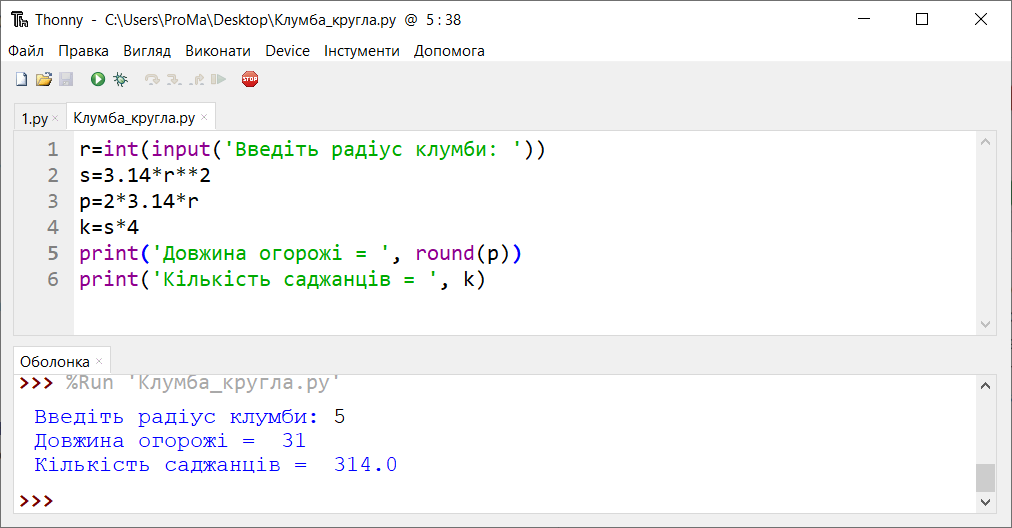 Thonny - C:\Users\ProMa\Desktop\Клумба_кругла.py @ 5 : 38
Файл Правка Вигляд Виконати Device Інстументи Допомога
STOP
1.py × Клумба_кругла.py ×
1 r=int(input('Введіть радіус клумби: '))
2 s=3.14*r**2
3 p=2*3.14*r
4 k=s*4
5 print('Довжина огорожі = ', round(p))
6 print('Кількість саджанців = ', k)
Оболонка ×
>>> %Run 'Клумба_кругла.py'
Введіть радіус клумби: 5
Довжина огорожі =  31
Кількість саджанців =  314.0
>>>